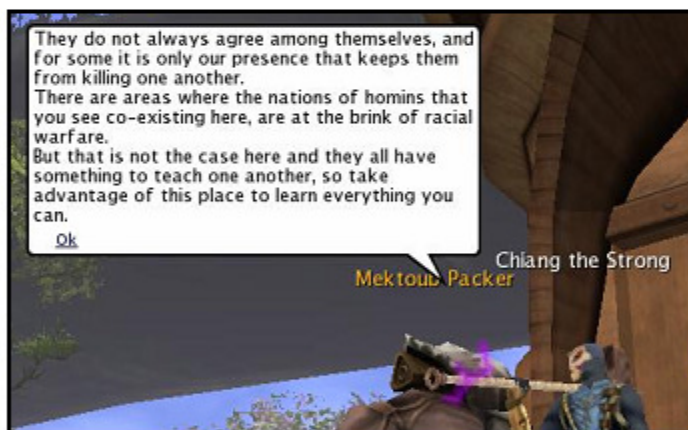 They do not always agree among themselves, and
for some it is only our presence that keeps them
from killing one another.
There are areas where the nations of homins that
you see co-existing here, are at the brink of racial
warfare.
But that is not the case here and they all have
something to teach one another, so take
advantage of this place to learn everything you
can.
Ok
Chiang the Strong
Mektoub Packer